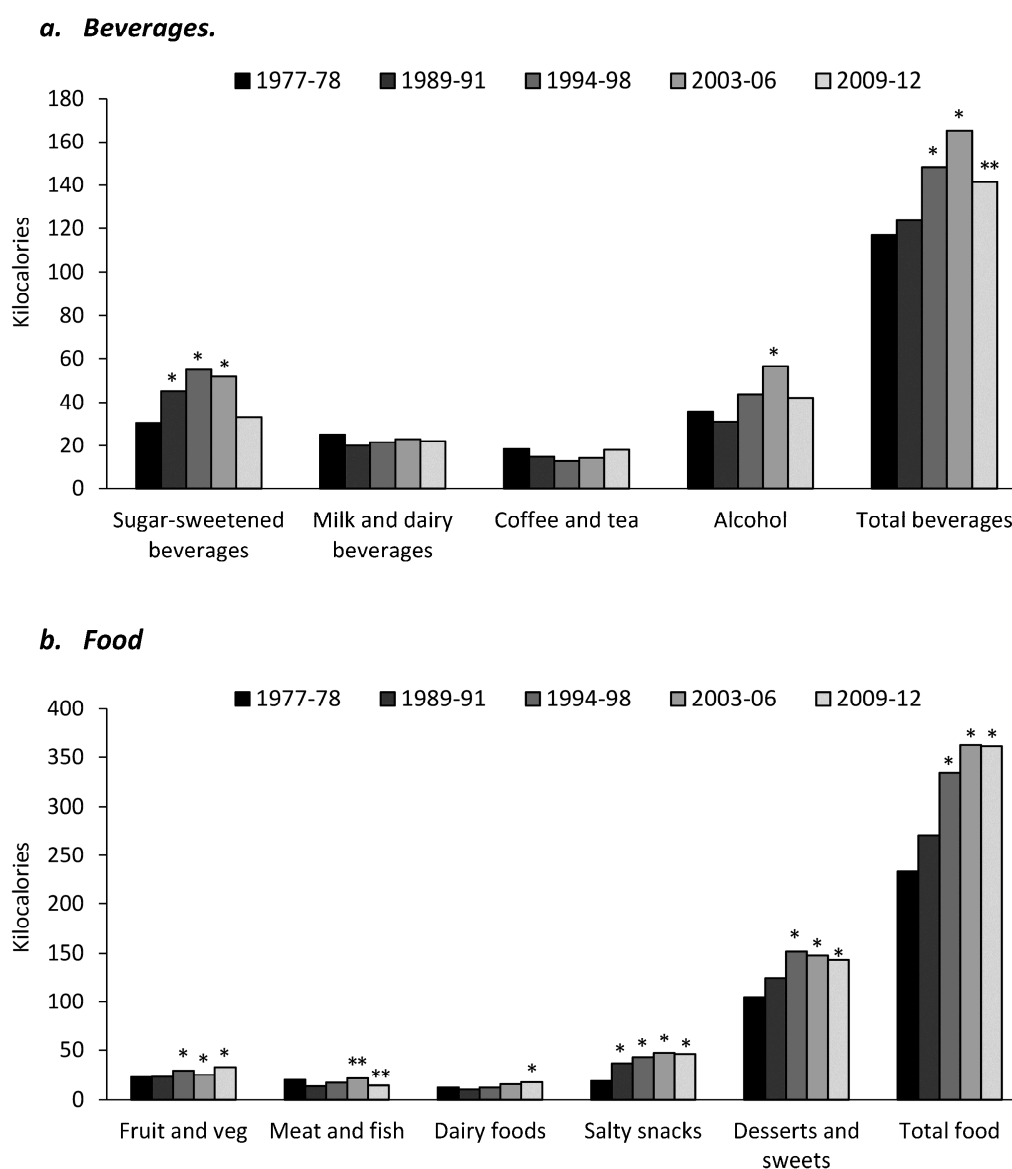 a. Beverages.
1977-78 1989-91 1994-98 2003-06 2009-12
180
160
140
120
100
80
60
40
20
0
Kilocalories
* * *
*
* * **
Sugar-sweetened beverages
Milk and dairy beverages
Coffee and tea
Alcohol
Total beverages
b. Food
1977-78 1989-91 1994-98 2003-06 2009-12
400
350
300
250
200
150
100
50
0
Kilocalories
* * *
** **
*
* * * *
* * *
* * *
Fruit and veg
Meat and fish
Dairy foods
Salty snacks
Desserts and sweets
Total food